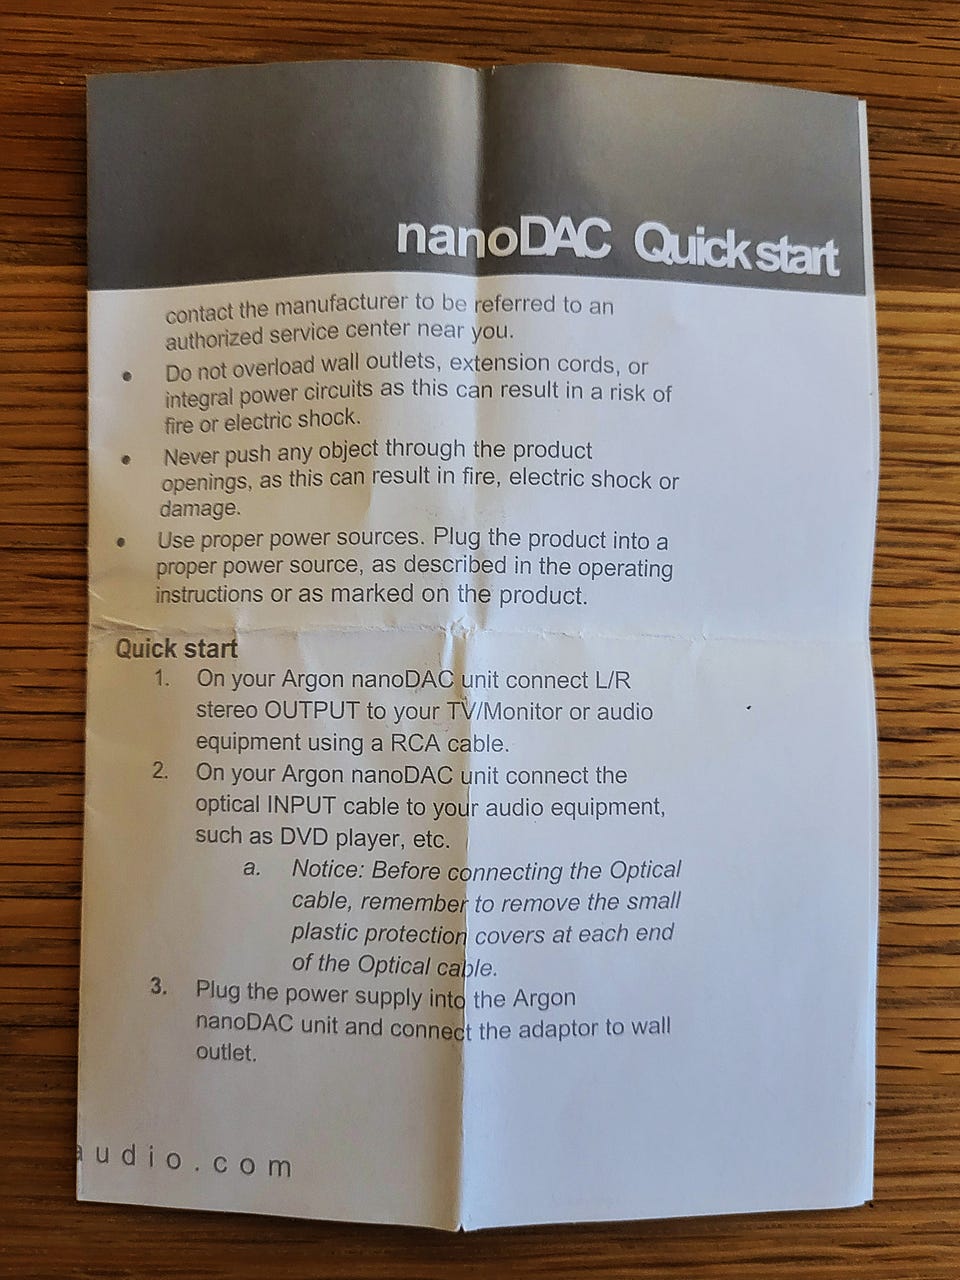 nanoDAC Quick start
contact the manufacturer to be referred to an
authorized service center near you.
• Do not overload wall outlets, extension cords, or
integral power circuits as this can result in a risk of
fire or electric shock.
• Never push any object through the product
openings, as this can result in fire, electric shock or
damage.
• Use proper power sources. Plug the product into a
proper power source, as described in the operating
instructions or as marked on the product.
Quick start
1. On your Argon nanoDAC unit connect L/R
stereo OUTPUT to your TV/Monitor or audio
equipment using a RCA cable.
2. On your Argon nanoDAC unit connect the
optical INPUT cable to your audio equipment,
such as DVD player, etc.
a. Notice: Before connecting the Optical
cable, remember to remove the small
plastic protection covers at each end
of the Optical cable.
3. Plug the power supply into the Argon
nanoDAC unit and connect the adaptor to wall
outlet.
audio.com